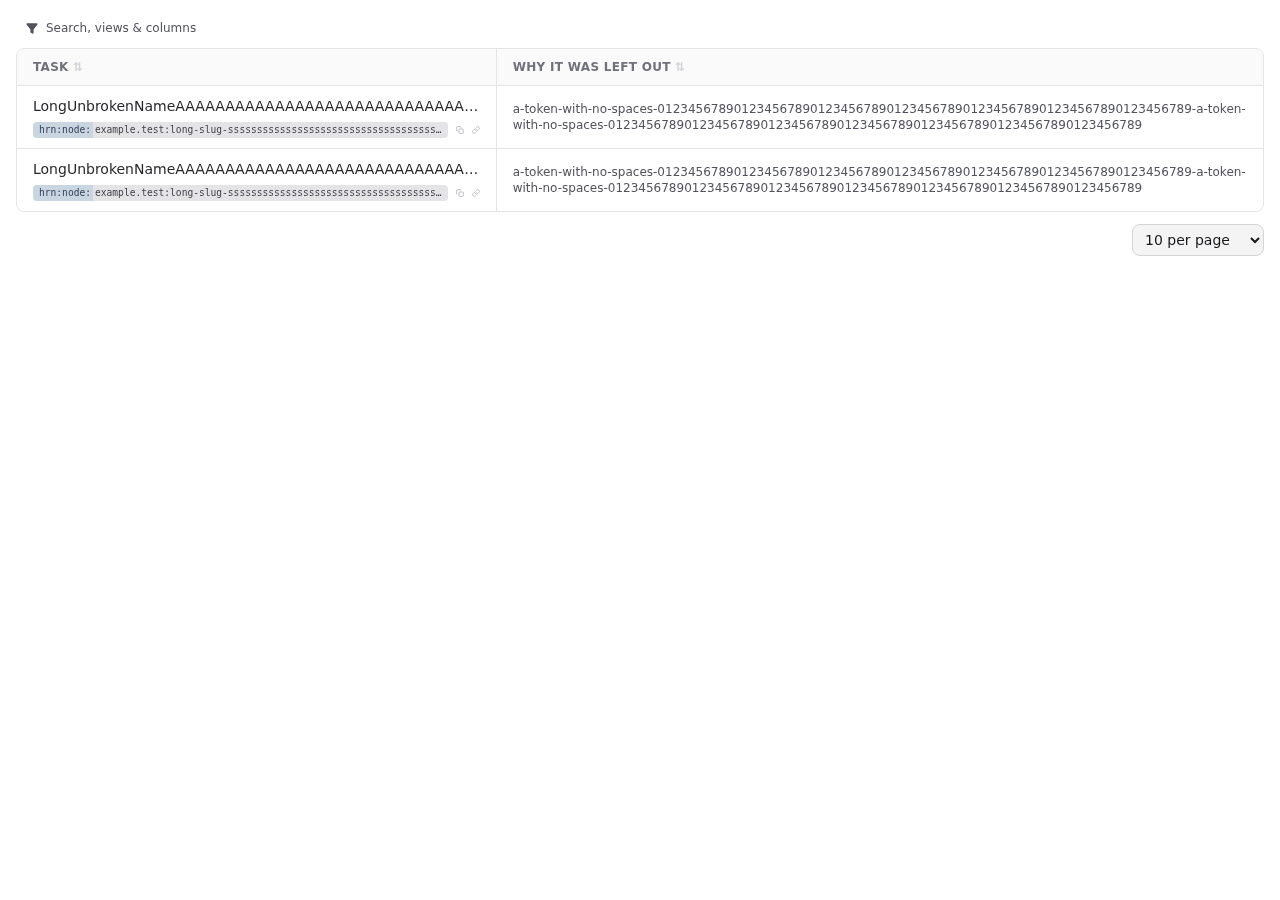 Search, views & columns
TASK ⇅ WHY IT WAS LEFT OUT ⇅
LongUnbrokenNameAAAAAAAAAAAAAAAAAAAAAAAAAAAAA…
hrn:node: example.test:long-slug-ssssssssssssssssssssssssssssssssssss…
a-token-with-no-spaces-0123456789012345678901234567890123456789012345678901234567890123456789-a-token-
with-no-spaces-0123456789012345678901234567890123456789012345678901234567890123456789
LongUnbrokenNameAAAAAAAAAAAAAAAAAAAAAAAAAAAAA…
hrn:node: example.test:long-slug-ssssssssssssssssssssssssssssssssssss…
a-token-with-no-spaces-0123456789012345678901234567890123456789012345678901234567890123456789-a-token-
with-no-spaces-0123456789012345678901234567890123456789012345678901234567890123456789
10 per page